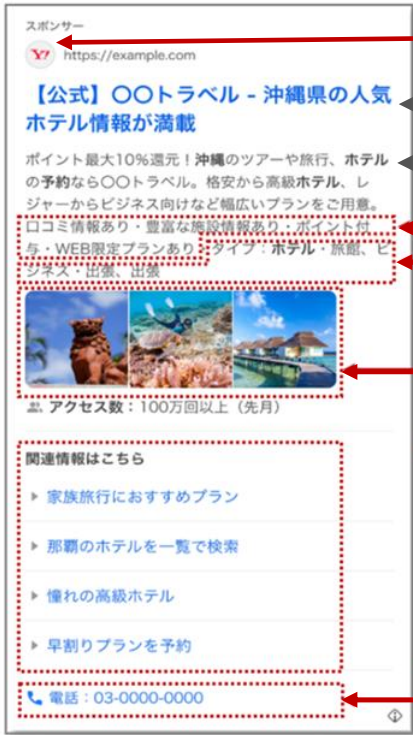 スポンサー
Y! https://example.com
【公式】〇〇トラベル - 沖縄県の人気
ホテル情報が満載
ポイント最大10%還元！沖縄のツアーや旅行、ホテル
の予約なら〇〇トラベル。格安から高級ホテル、レ
ジャーからビジネス向けなど幅広いプランをご用意。
口コミ情報あり・豊富な施設情報あり・ポイント付
与・WEB限定プランあり タイプ：ホテル・旅館、ビ
ジネス・出張、出張
アクセス数：100万回以上（先月）
関連情報はこちら
家族旅行におすすめプラン
那覇のホテルを一覧で検索
憧れの高級ホテル
早割りプランを予約
電話：03-0000-0000